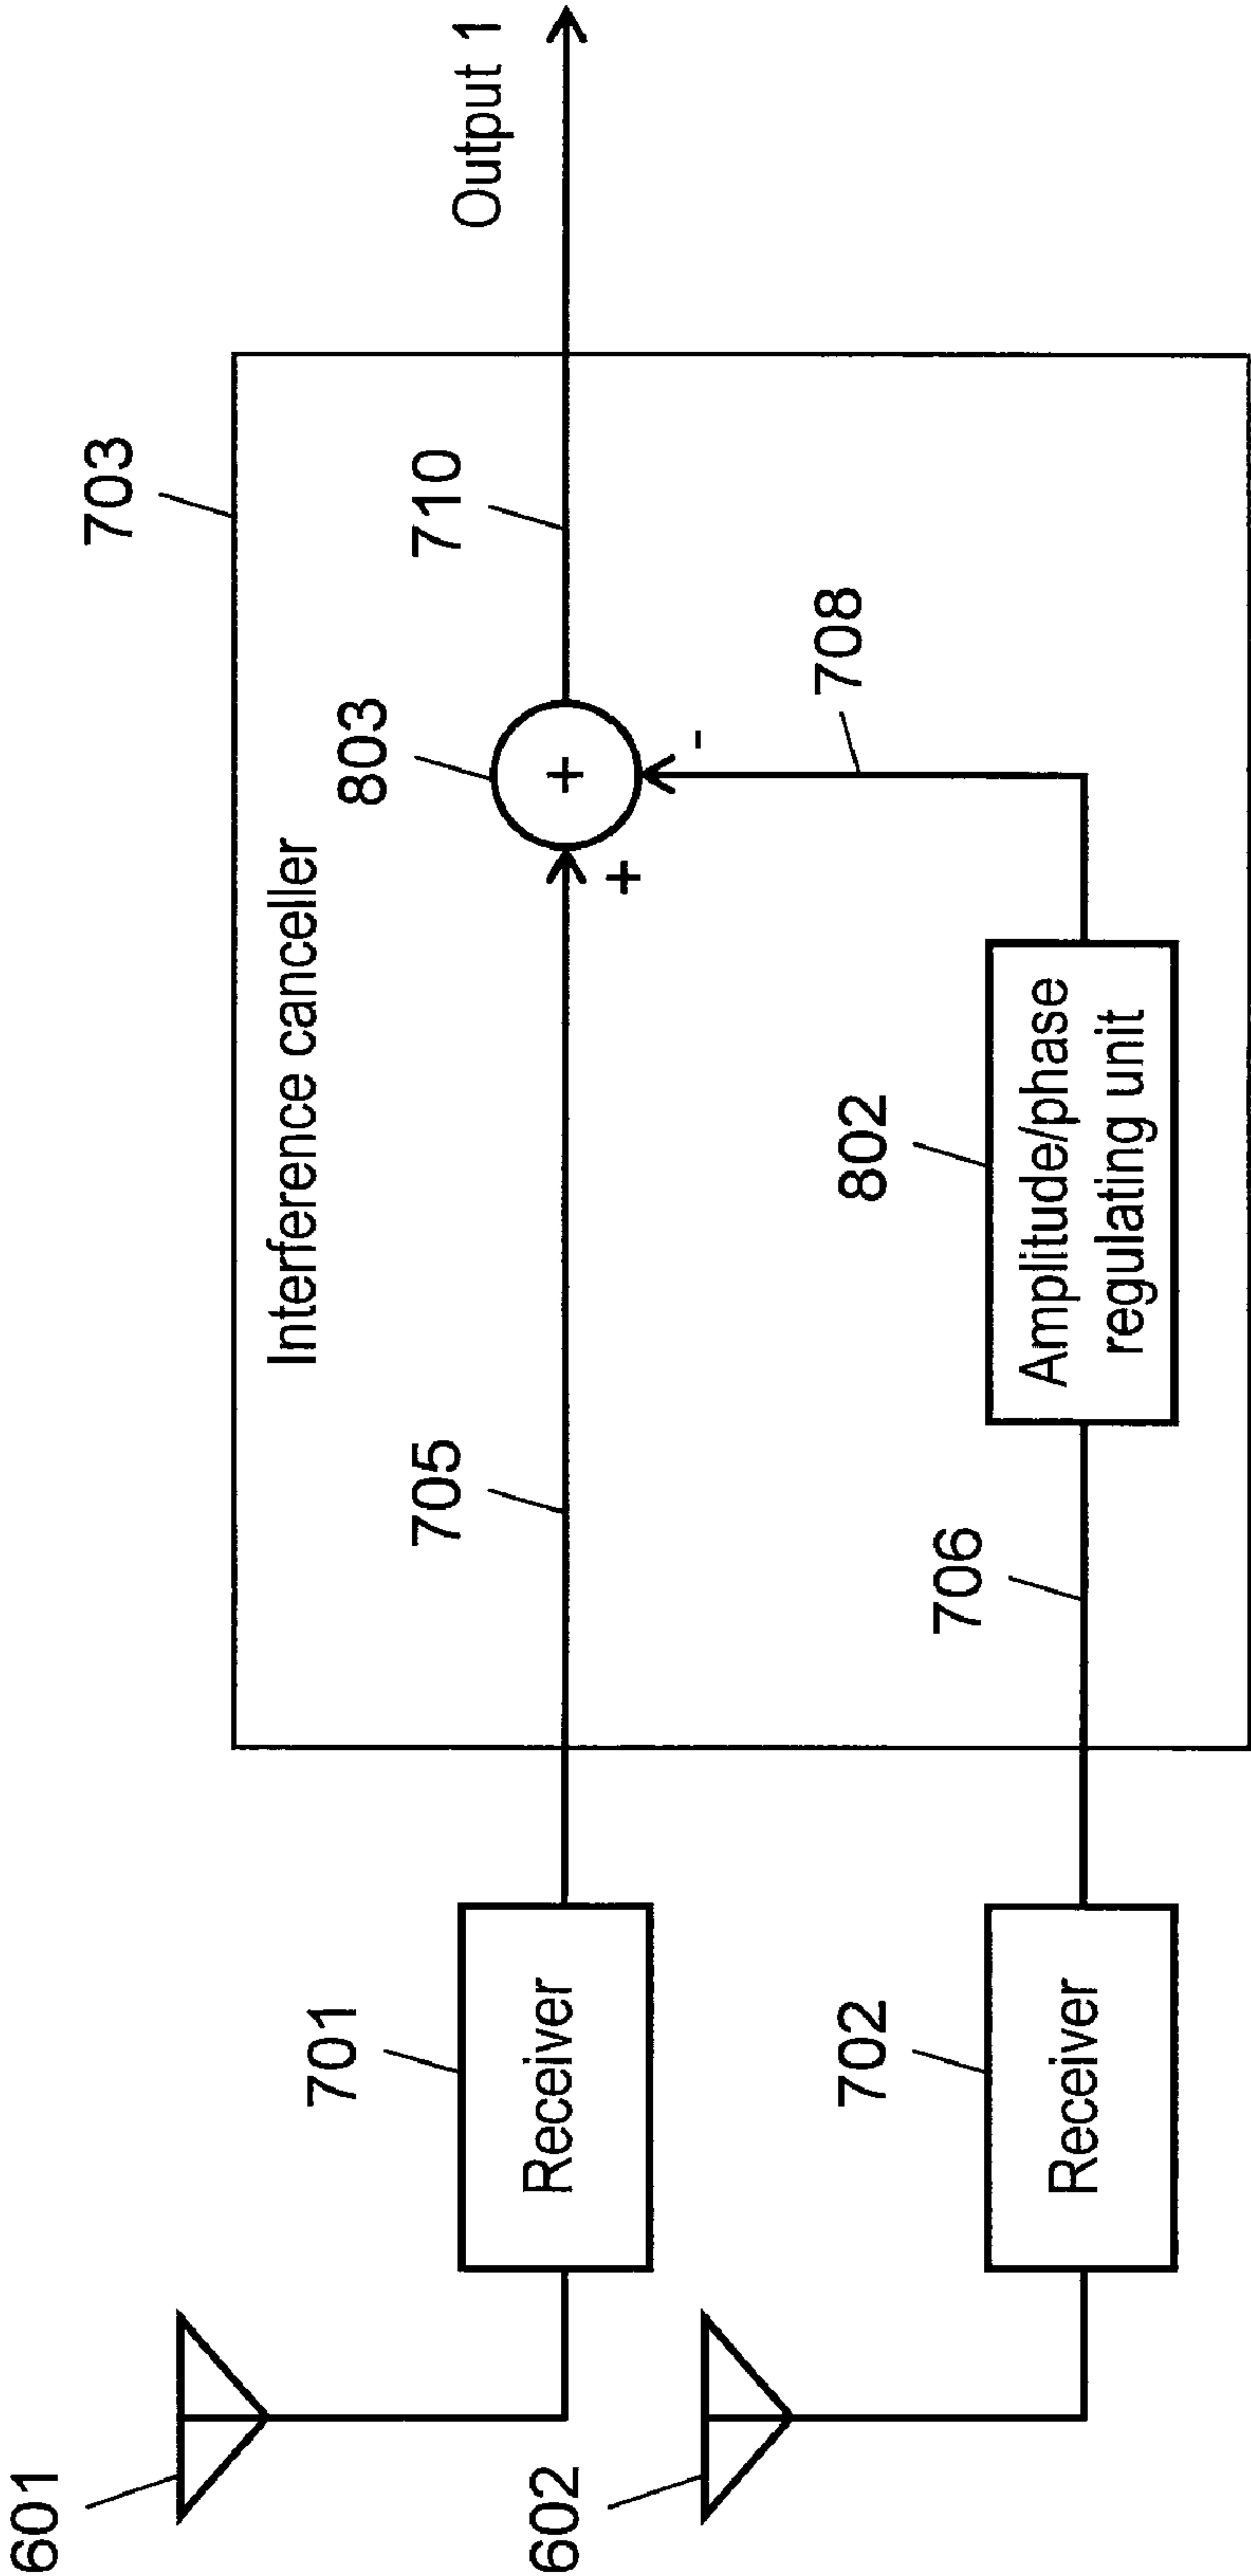 703
Output 1
Interference canceller
803
710
705
+
+
-
708
601
701
Receiver
802
Amplitude/phase
regulating unit
706
602
702
Receiver